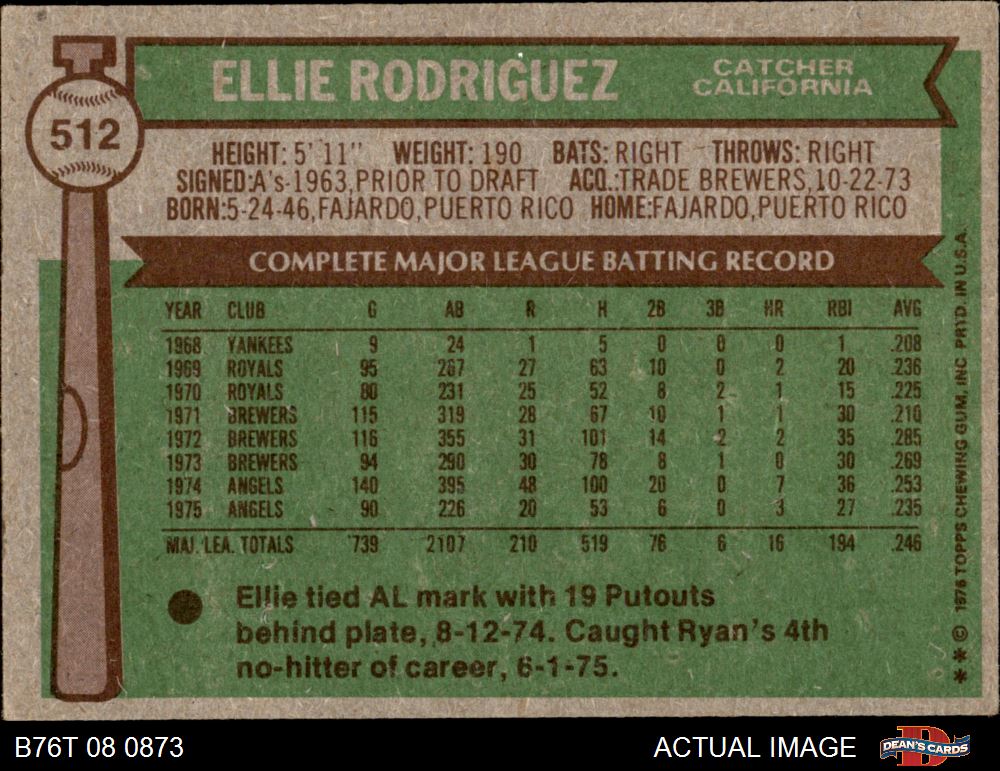 512
ELLIE RODRIGUEZ
CATCHER
CALIFORNIA
HEIGHT: 5' 11" WEIGHT: 190 BATS: RIGHT THROWS: RIGHT
SIGNED:A's-1963,PRIOR TO DRAFT ACQ.:TRADE BREWERS,10-22-73
BORN:5-24-46,FAJARDO,PUERTO RICO HOME:FAJARDO,PUERTO RICO
COMPLETE MAJOR LEAGUE BATTING RECORD
YEAR CLUB G AB R H 2B 3B HR RBI AVG
1968 YANKEES 9 24 1 5 0 0 0 1 .208
1969 ROYALS 95 267 27 63 10 0 2 20 .236
1970 ROYALS 80 231 25 52 8 2 1 15 .225
1971 BREWERS 115 319 28 67 10 1 1 30 .210
1972 BREWERS 116 355 31 101 14 2 2 35 .285
1973 BREWERS 94 290 30 78 8 1 0 30 .269
1974 ANGELS 140 395 48 100 20 0 7 36 .253
1975 ANGELS 90 226 20 53 6 0 3 27 .235
MAJ. LEA. TOTALS 739 2107 210 519 76 6 16 194 .246
Ellie tied AL mark with 19 Putouts
behind plate, 8-12-74. Caught Ryan's 4th
no-hitter of career, 6-1-75.
* * © 1976 TOPPS CHEWING GUM, INC PRTD. IN U.S.A.
B76T 08 0873
ACTUAL IMAGE
DEAN'S CARDS